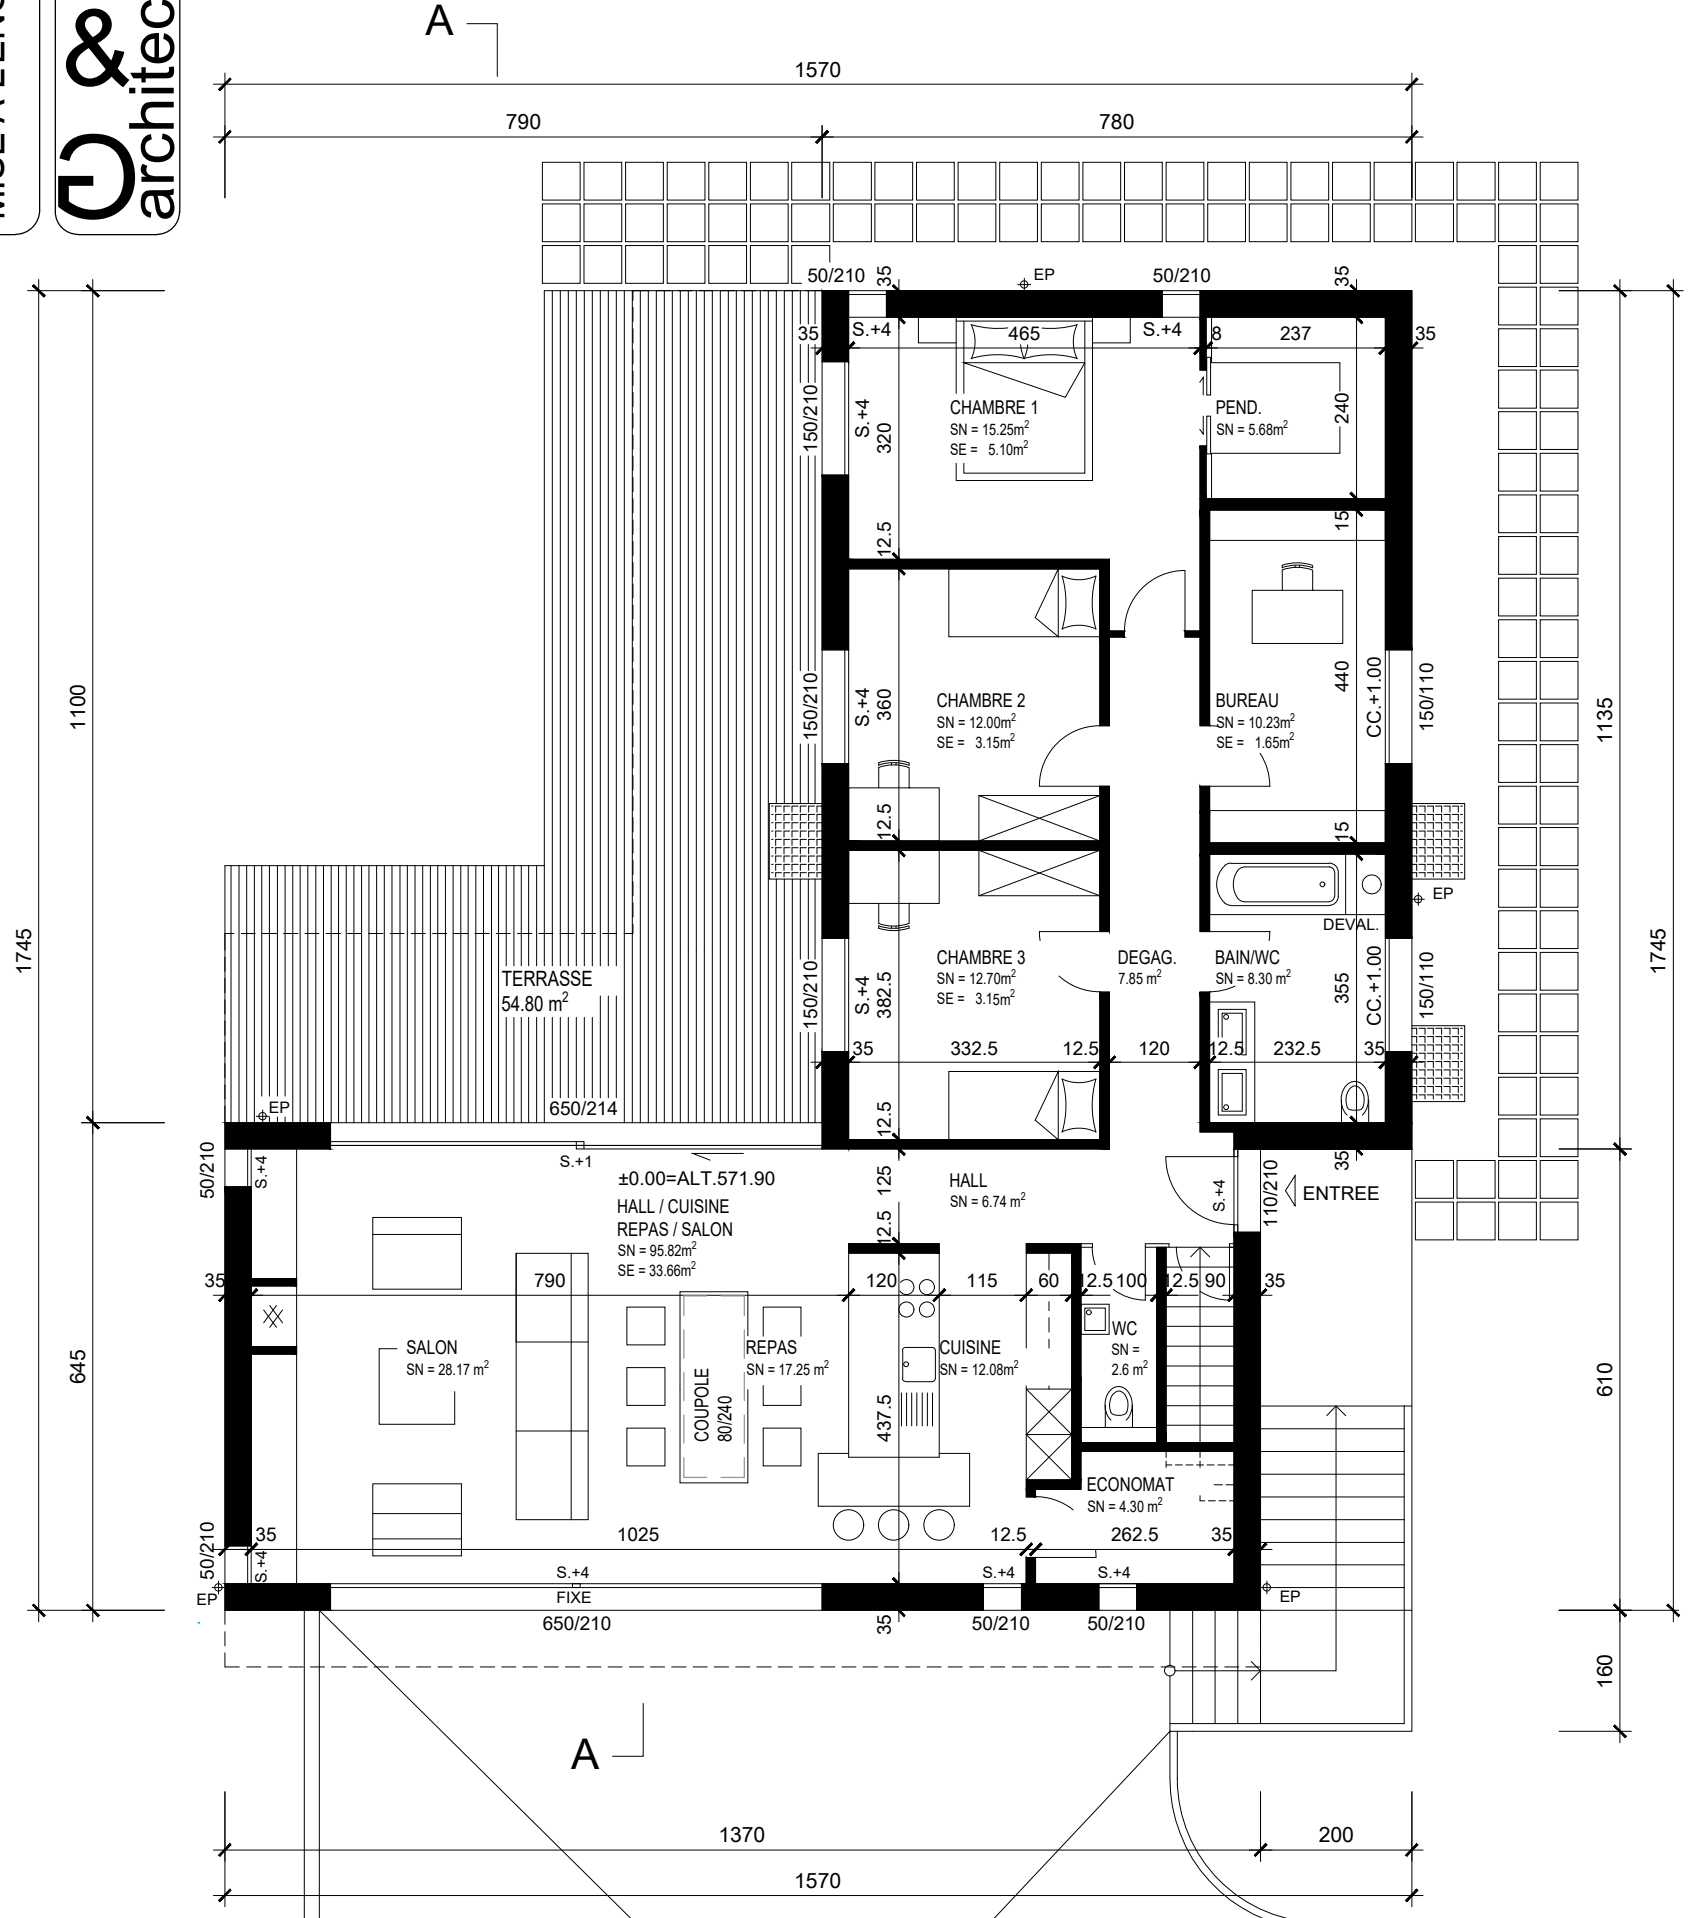 &
G
architec
A
1570
790
780
50/210
35
EP
50/210
35
35
S.+4
465
S.+4
8
237
35
150/210
S.+4
320
CHAMBRE 1
SN = 15.25m²
SE = 5.10m²
PEND.
SN = 5.68m²
240
12.5
15
1100
1745
150/210
S.+4
360
CHAMBRE 2
SN = 12.00m²
SE = 3.15m²
BUREAU
SN = 10.23m²
SE = 1.65m²
440
CC.+1.00
150/110
1135
1745
12.5
15
EP
DEVAL.
TERRASSE
54.80 m²
150/210
S.+4
382.5
CHAMBRE 3
SN = 12.70m²
SE = 3.15m²
DEGAG.
7.85 m²
BAIN/WC
SN = 8.30 m²
355
CC.+1.00
150/110
35
332.5
12.5
120
12.5
232.5
35
EP
650/214
12.5
50/210
S.+4
S.+1
±0.00=ALT.571.90
HALL / CUISINE
REPAS / SALON
SN = 95.82m²
SE = 33.66m²
125
12.5
HALL
SN = 6.74 m²
S.+4
110/210
35
ENTREE
35
790
120
115
60
12.5
100
12.5
90
35
645
610
SALON
SN = 28.17 m²
COUPOLE
80/240
REPAS
SN = 17.25 m²
CUISINE
SN = 12.08m²
437.5
WC
SN =
2.6 m²
ECONOMAT
SN = 4.30 m²
50/210
S.+4
35
1025
12.5
262.5
35
EP
S.+4
FIXE
S.+4
S.+4
EP
650/210
35
50/210
50/210
160
A
1370
200
1570